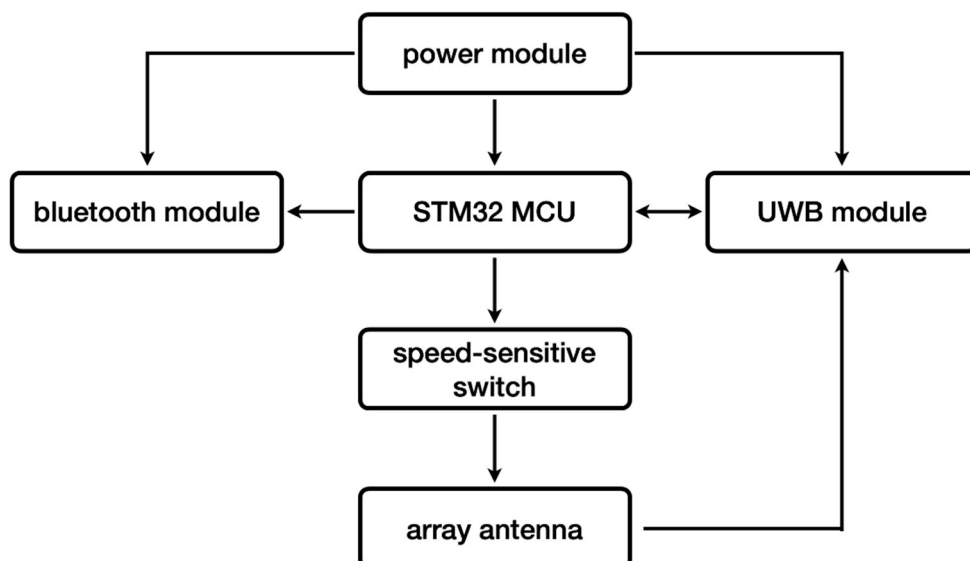 power module
bluetooth module
STM32 MCU
UWB module
speed-sensitive
switch
array antenna